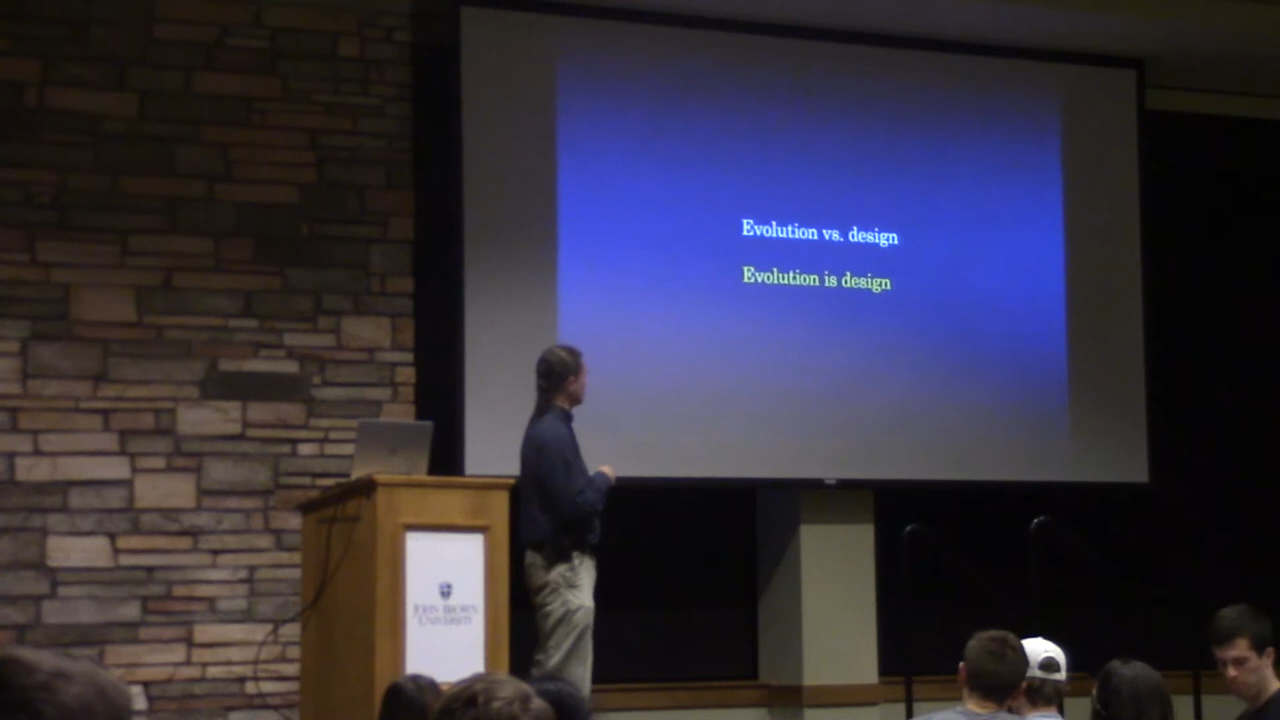 Evolution vs. design
Evolution is design
JOHN BROWN
UNIVERSITY